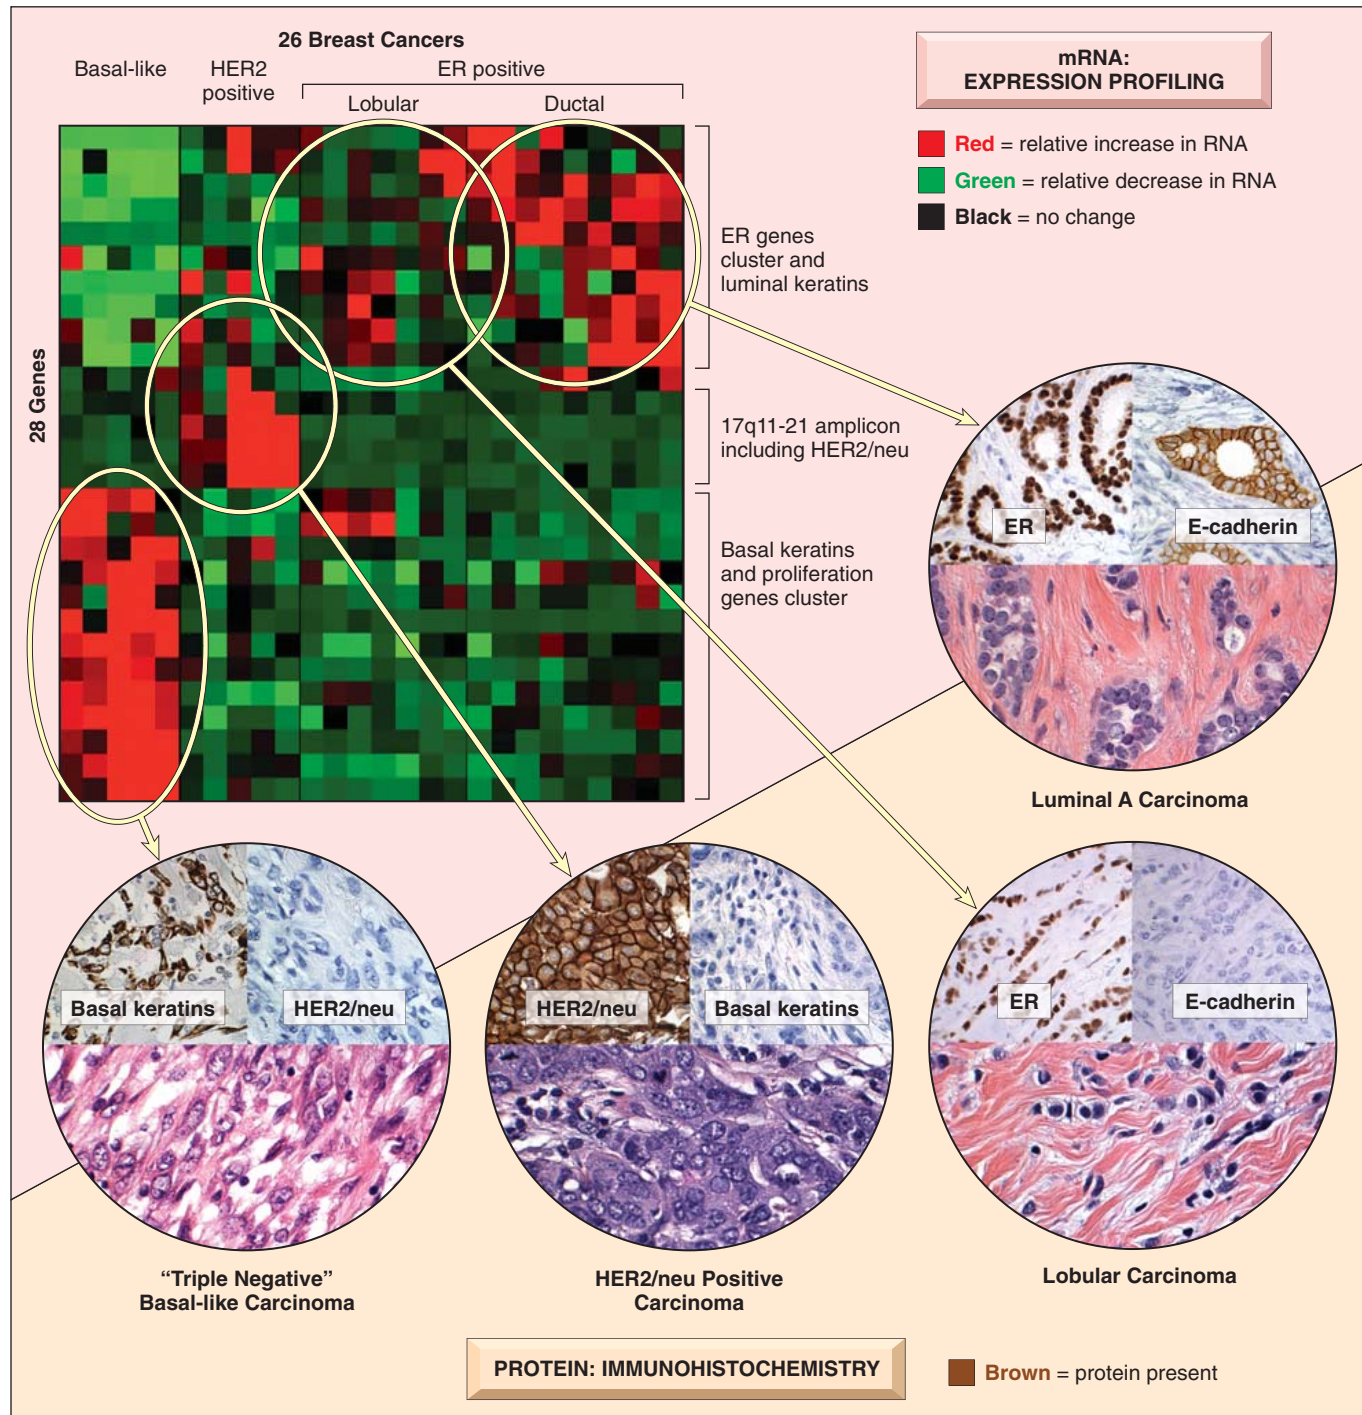 26 Breast Cancers
Basal-like
HER2
positive
ER positive
Lobular
Ductal
28 Genes
ER genes
cluster and
luminal keratins
17q11-21 amplicon
including HER2/neu
Basal keratins
and proliferation
genes cluster
mRNA:
EXPRESSION PROFILING
Red = relative increase in RNA
Green = relative decrease in RNA
Black = no change
ER
E-cadherin
Luminal A Carcinoma
Basal keratins
HER2/neu
"Triple Negative"
Basal-like Carcinoma
HER2/neu
Basal keratins
HER2/neu Positive
Carcinoma
ER
E-cadherin
Lobular Carcinoma
PROTEIN: IMMUNOHISTOCHEMISTRY
Brown = protein present